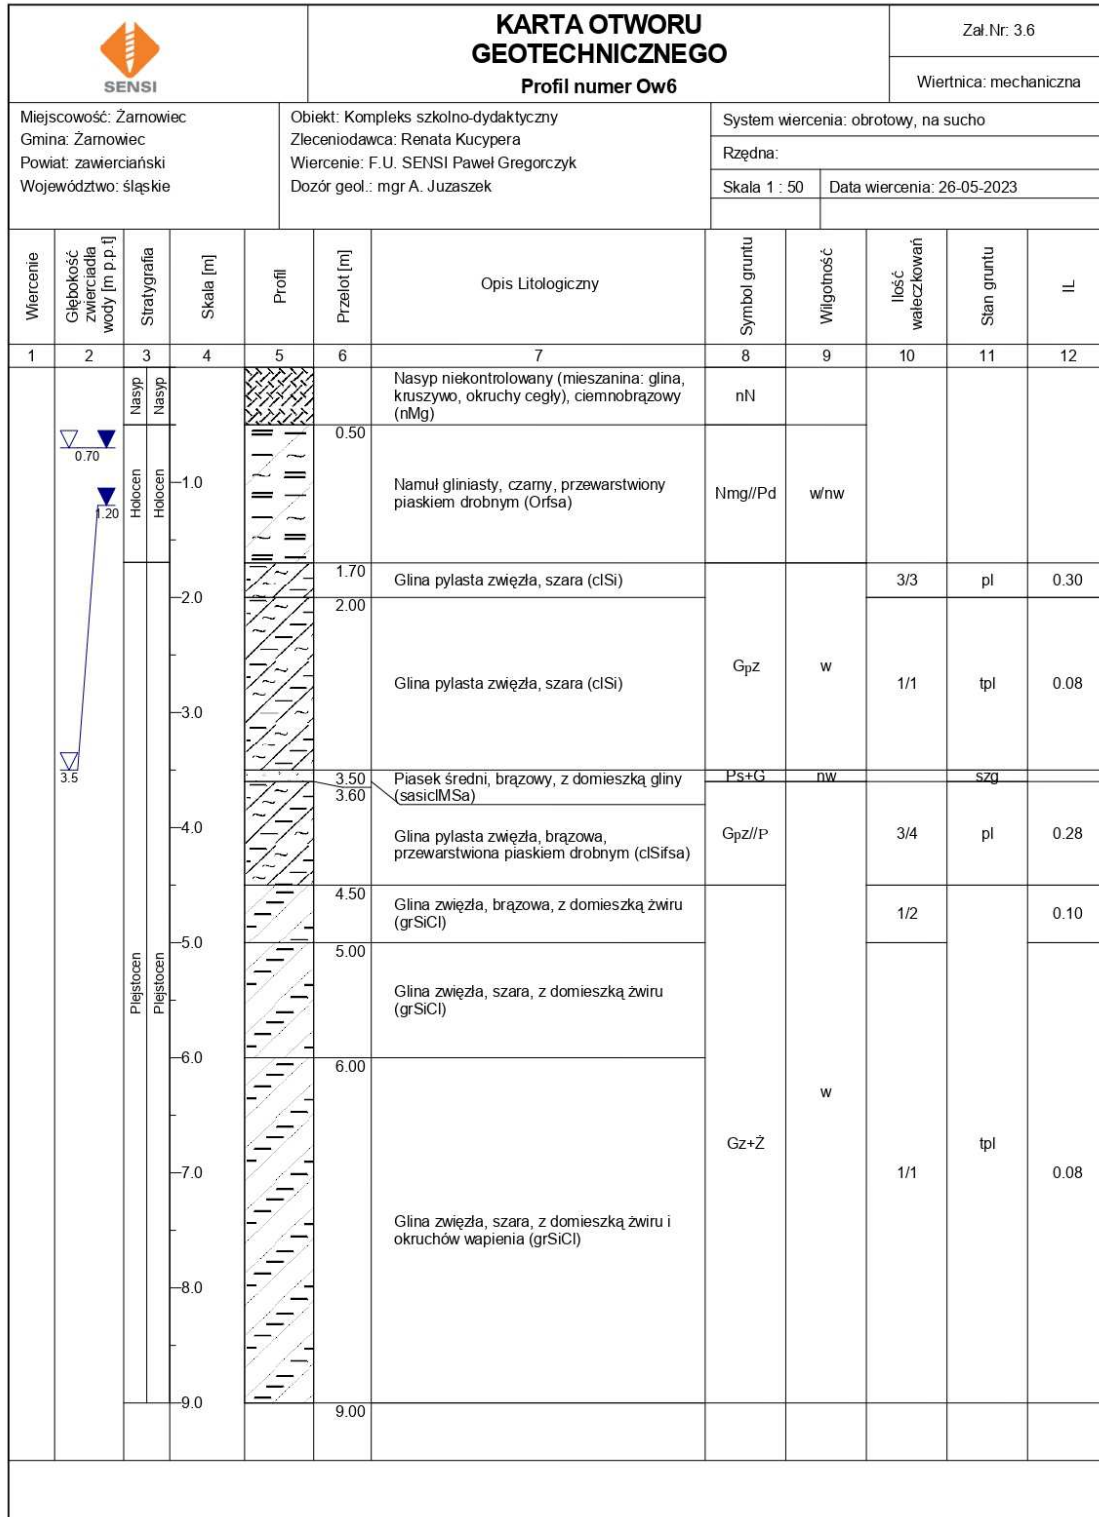 SENSI
KARTA OTWORU
GEOTECHNICZNEGO
Profil numer Ow6
Zał.Nr: 3.6
Wiertnica: mechaniczna
Miejscowość: Żarnowiec
Gmina: Żarnowiec
Powiat: zawierciański
Województwo: śląskie
Obiekt: Kompleks szkolno-dydaktyczny
Zleceniodawca: Renata Kucypera
Wiercenie: F.U. SENSI Paweł Gregorczyk
Dozór geol.: mgr A. Juzaszek
System wiercenia: obrotowy, na sucho
Rzędna:
Skala 1 : 50
Data wiercenia: 26-05-2023
Wiercenie
Głębokość
zwierciadła
wody [m p.p.t]
Stratygrafia
Skala [m]
Profil
Przelot [m]
Opis Litologiczny
Symbol gruntu
Wilgotność
Ilość
wałeczkowań
Stan gruntu
IL
1 2 3 4 5 6 7 8 9 10 11 12
Nasyp Nasyp
Nasyp niekontrolowany (mieszanina: glina,
kruszywo, okruchy cegły), ciemnobrązowy
(nMg)
nN
0.50
0.70
1.20
Holocen Holocen
1.0
Namuł gliniasty, czarny, przewarstwiony
piaskiem drobnym (Orfsa)
Nmg//Pd
w/nw
1.70
Glina pylasta zwięzła, szara (clSi)
3/3
pl
0.30
2.0
2.00
Glina pylasta zwięzła, szara (clSi)
Gpz
w
1/1
tpl
0.08
3.0
3.5
3.50
Piasek średni, brązowy, z domieszką gliny
(sasiclMSa)
Ps+G
nw
szg
3.60
4.0
Glina pylasta zwięzła, brązowa,
przewarstwiona piaskiem drobnym (clSifsa)
Gpz//P
3/4
pl
0.28
4.50
Glina zwięzła, brązowa, z domieszką żwiru
(grSiCl)
1/2
0.10
5.0
5.00
Plejstocen Plejstocen
Glina zwięzła, szara, z domieszką żwiru
(grSiCl)
6.0
6.00
w
Gz+Ż
tpl
7.0
1/1
0.08
Glina zwięzła, szara, z domieszką żwiru i
okruchów wapienia (grSiCl)
8.0
9.0
9.00